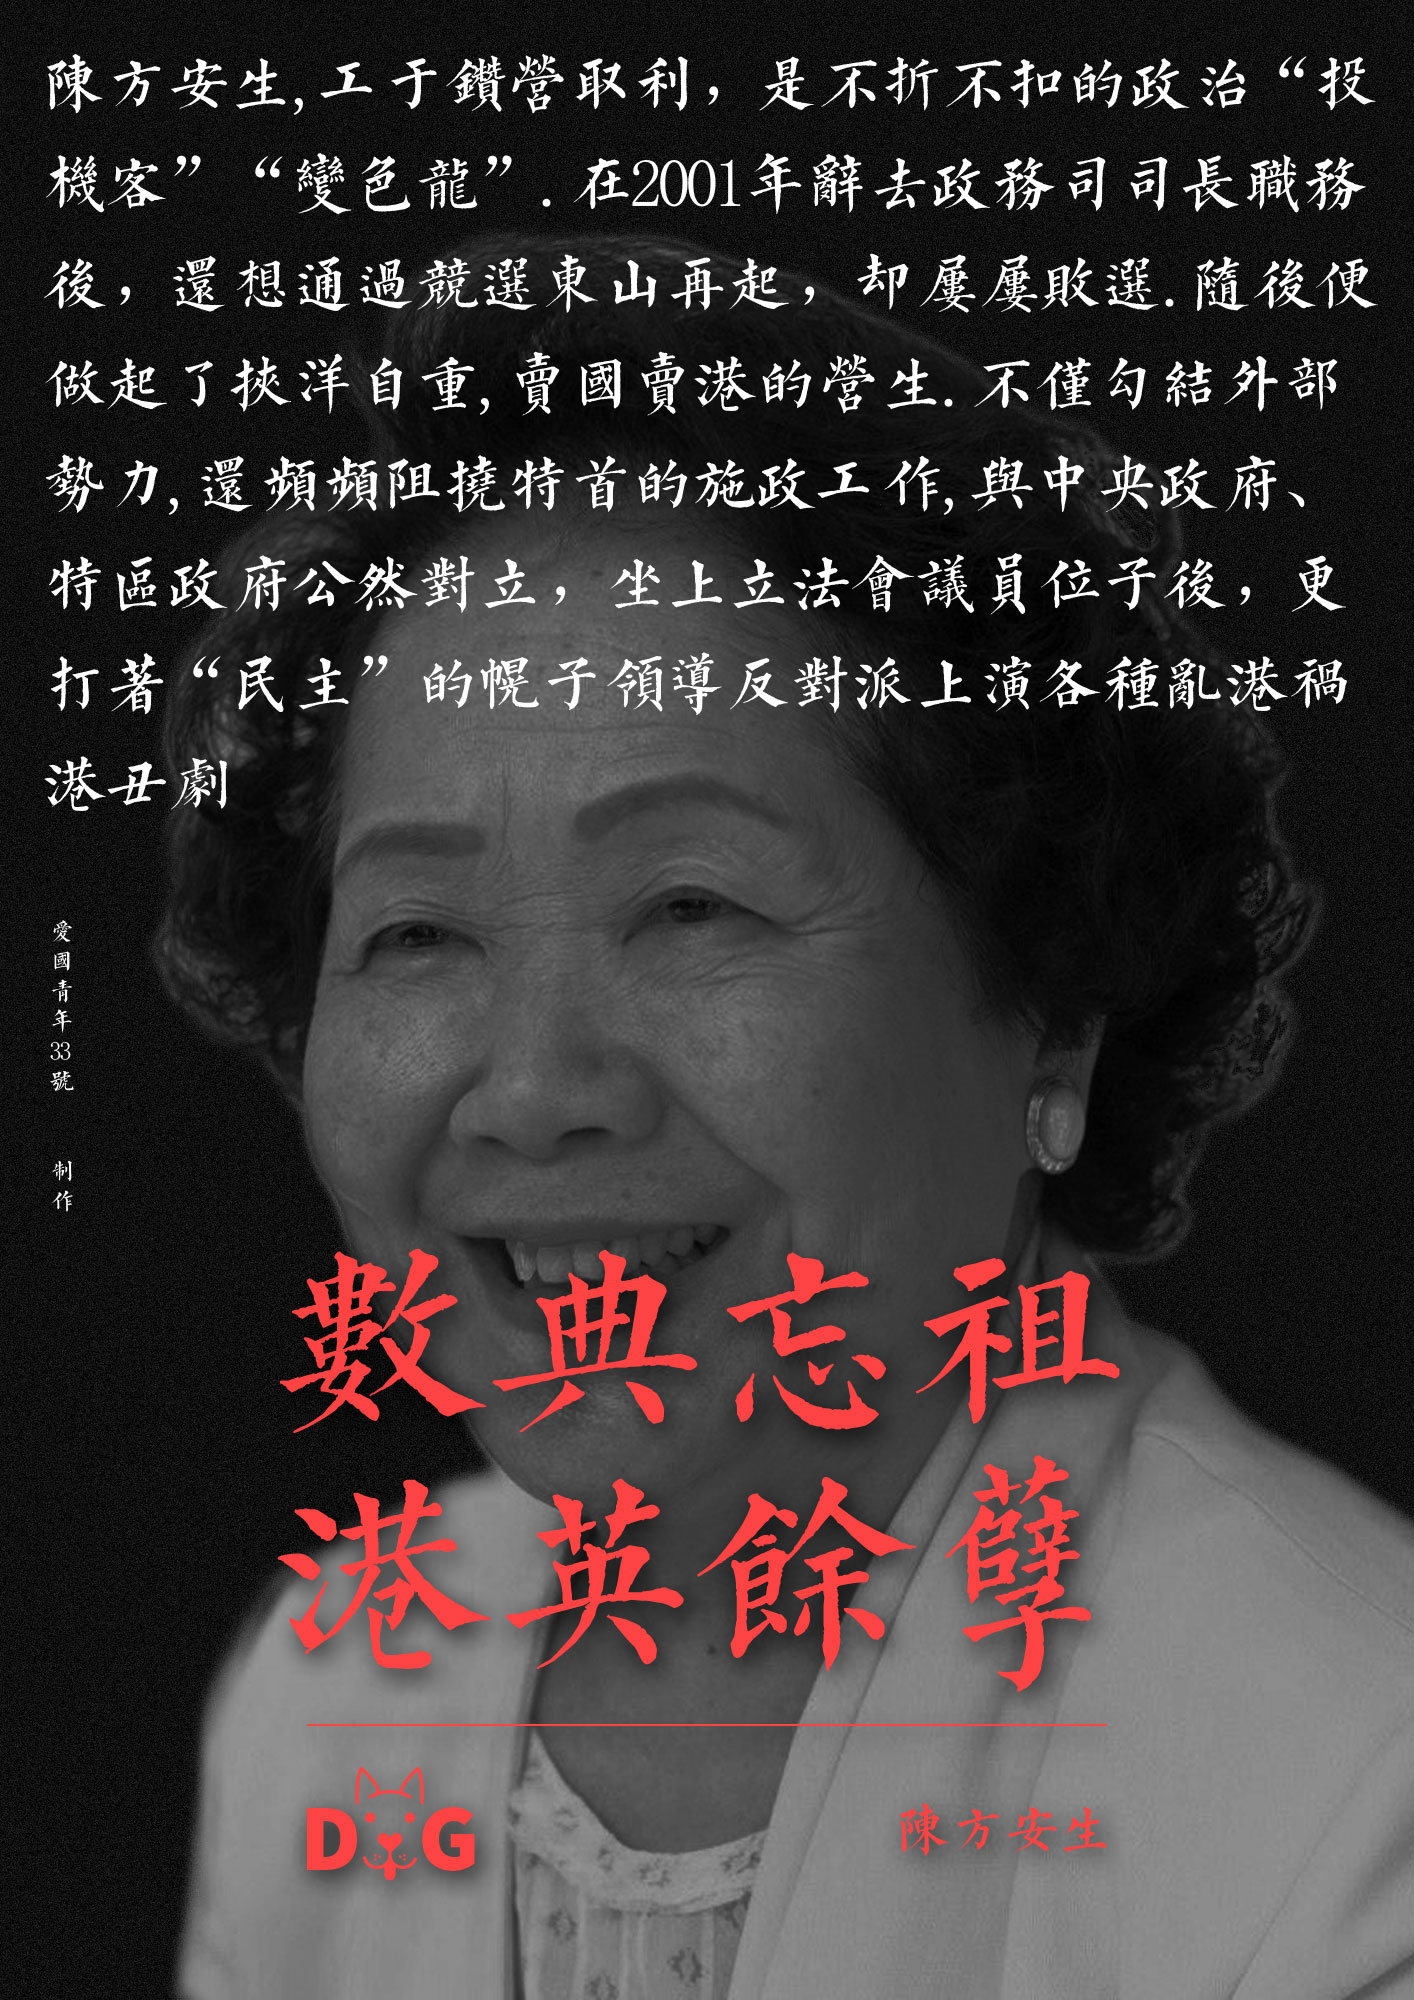 陳方安生,工于鑽營取利，是不折不扣的政治“投
機客”“變色龍”.在2001年辭去政務司司長職務
後，還想通過競選東山再起，却屢屢敗選.隨後便
做起了挾洋自重,賣國賣港的營生.不僅勾結外部
勢力,還頻頻阻撓特首的施政工作,與中央政府、
特區政府公然對立，坐上立法會議員位子後，更
打著“民主”的幌子領導反對派上演各種亂港禍
港丑劇
愛國青年33號 制作
數典忘祖
港英餘孽
DOG
陳方安生